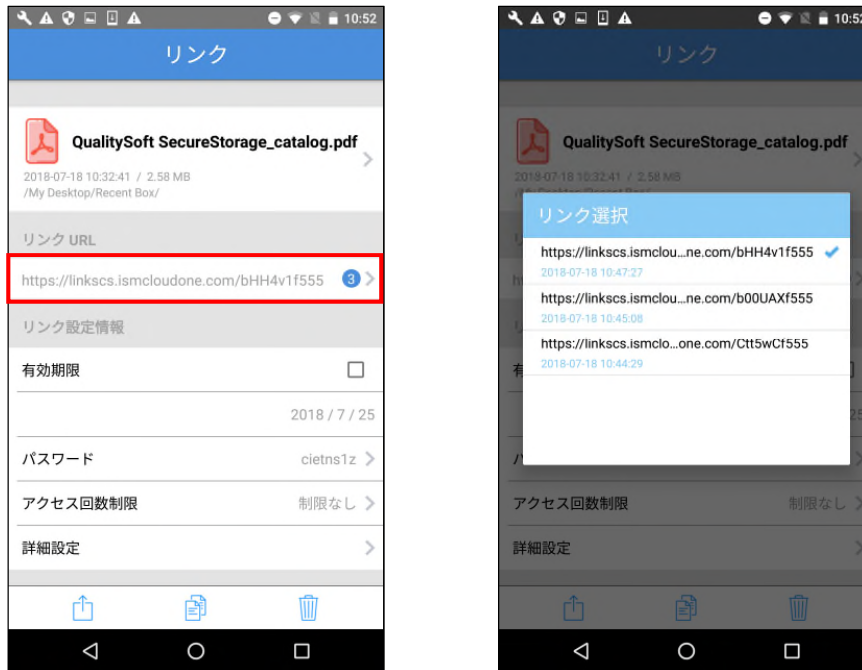 10:52
リンク
QualitySoft SecureStorage_catalog.pdf
2018-07-18 10:32:41 / 2.58 MB
/My Desktop/Recent Box/
リンク URL
https://linkscs.ismcloudone.com/bHH4v1f555 3
リンク設定情報
有効期限
2018 / 7 / 25
パスワード cietns1z
アクセス回数制限 制限なし
詳細設定
10:52
リンク
QualitySoft SecureStorage_catalog.pdf
2018-07-18 10:32:41 / 2.58 MB
リンク選択
https://linkscs.ismclou...ne.com/bHH4v1f555
2018-07-18 10:47:27
https://linkscs.ismclou...ne.com/b00UAXf555
2018-07-18 10:45:08
https://linkscs.ismclo...one.com/Ctt5wCf555
2018-07-18 10:44:29
アクセス回数制限 制限なし
詳細設定